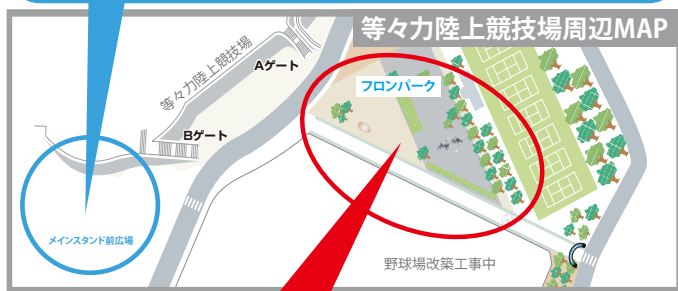 等々力陸上競技場周辺MAP
等々力陸上競技場
Aゲート
フロンパーク
Bゲート
メインスタンド前広場
野球場改築工事中